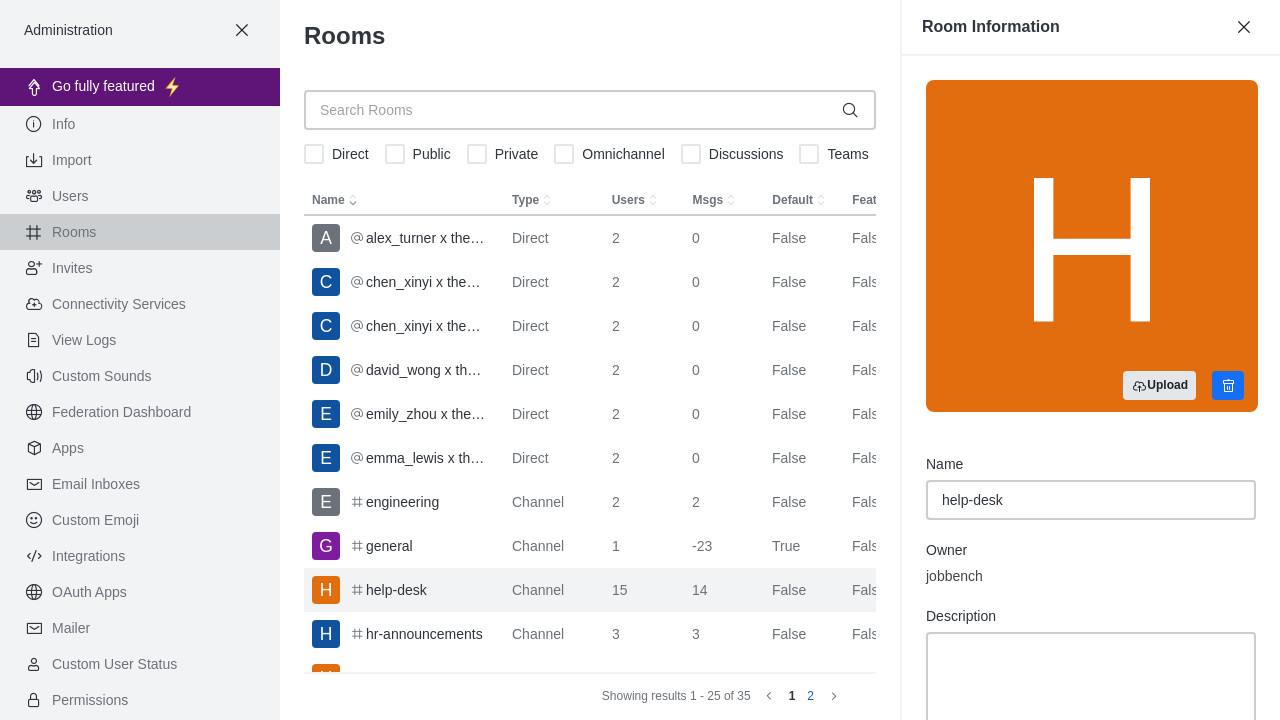 Administration
Go fully featured ⚡
Info
Import
Users
Rooms
Invites
Connectivity Services
View Logs
Custom Sounds
Federation Dashboard
Apps
Email Inboxes
Custom Emoji
Integrations
OAuth Apps
Mailer
Custom User Status
Permissions
Rooms
Search Rooms
Direct Public Private Omnichannel Discussions Teams
Name Type Users Msgs Default Feat
A @ alex_turner x the… Direct 2 0 False Fals
C @ chen_xinyi x the… Direct 2 0 False Fals
C @ chen_xinyi x the… Direct 2 0 False Fals
D @ david_wong x th… Direct 2 0 False Fals
E @ emily_zhou x the… Direct 2 0 False Fals
E @ emma_lewis x th… Direct 2 0 False Fals
E # engineering Channel 2 2 False Fals
G # general Channel 1 -23 True Fals
H # help-desk Channel 15 14 False Fals
H # hr-announcements Channel 3 3 False Fals
Showing results 1 - 25 of 35 1 2
Room Information
H
Upload
Name
help-desk
Owner
jobbench
Description